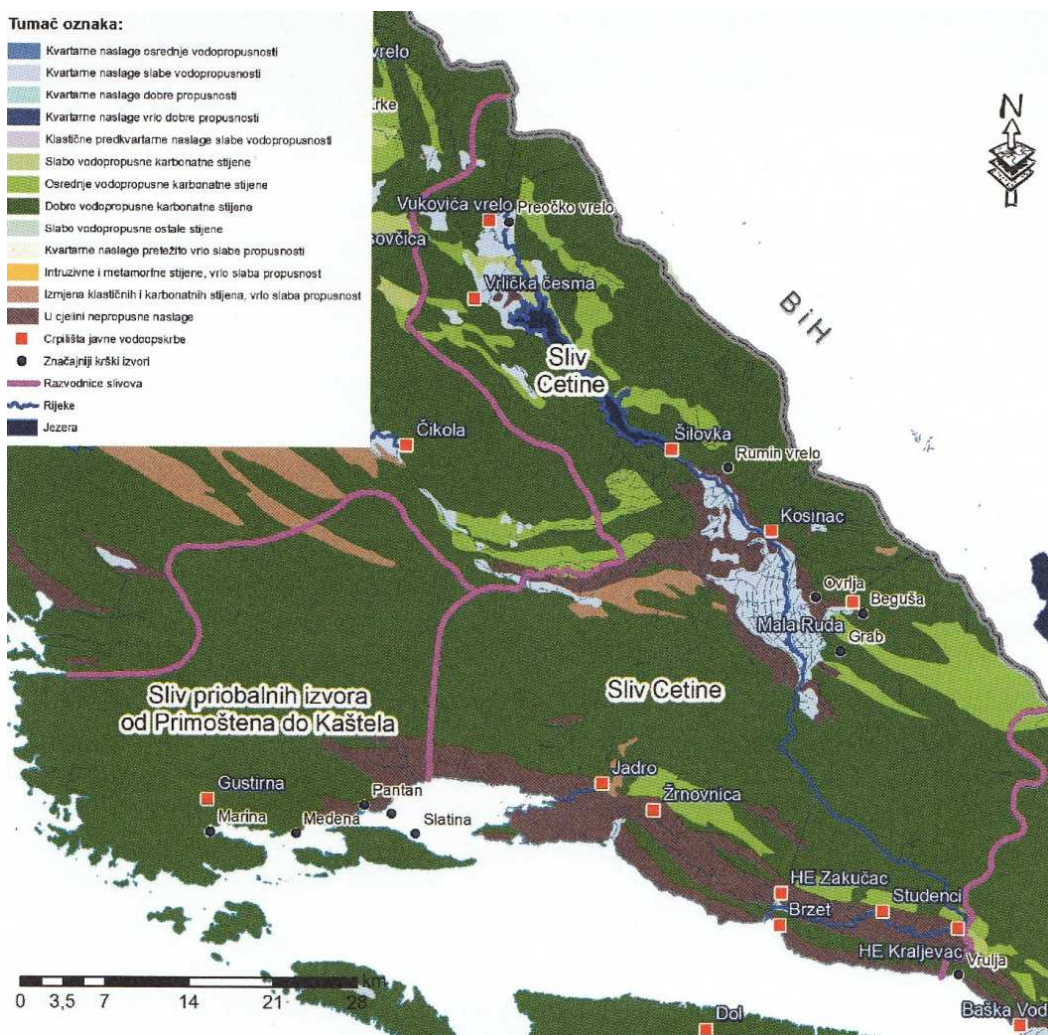 Tumač oznaka:
Kvartarne naslage osrednje vodopropusnosti
Kvartarne naslage slabe vodopropusnosti
Kvartarne naslage dobre propusnosti
Kvartarne naslage vrlo dobre propusnosti
Klastične predkvartarne naslage slabe vodopropusnosti
Slabo vodopropusne karbonatne stijene
Osrednje vodopropusne karbonatne stijene
Dobro vodopropusne karbonatne stijene
Slabo vodopropusne ostale stijene
Kvartarne naslage pretežito vrlo slabe propusnosti
Intruzivne i metamorfne stijene, vrlo slaba propusnost
Izmjena klastičnih i karbonatnih stijena, vrlo slaba propusnost
U cjelini nepropusne naslage
Crpilišta javne vodoopskrbe
Značajniji krški izvori
Razvodnice slivova
Rijeke
Jezera
vrelo
rke
N
Vukovića vrelo
Preočko vrelo
sovčica
Vrlička česma
BiH
Sliv
Cetine
Čikola
Šilovka
Rumin vrelo
Kosinac
Ovrlja
Beguša
Mala Ruda
Grab
Sliv priobalnih izvora
od Primoštena do Kaštela
Sliv Cetine
Gustirna
Pantan
Jadro
Žrnovnica
Marina
Medena
Slatina
HE Zakučac
Studenci
Brzet
HE Kraljevac
Vrulja
km
0 3,5 7 14 21 28
Dol
Baška Vod